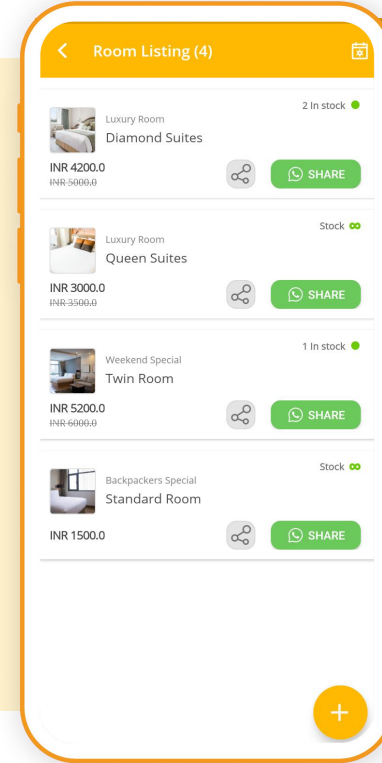 Room Listing (4)
2 In stock
Luxury Room
Diamond Suites
INR 4200.0
INR 5000.0
SHARE
Stock
Luxury Room
Queen Suites
INR 3000.0
INR 3500.0
SHARE
1 In stock
Weekend Special
Twin Room
INR 5200.0
INR 6000.0
SHARE
Stock
Backpackers Special
Standard Room
INR 1500.0
SHARE